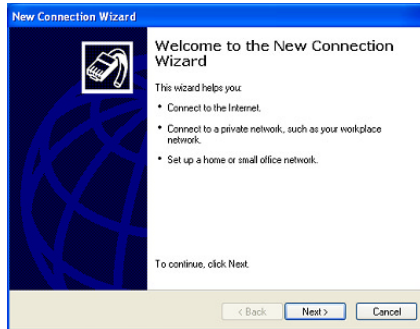 New Connection Wizard
Welcome to the New Connection
Wizard
This wizard helps you:
• Connect to the Internet.
• Connect to a private network, such as your workplace
network.
• Set up a home or small office network.
To continue, click Next.
< Back
Next >
Cancel